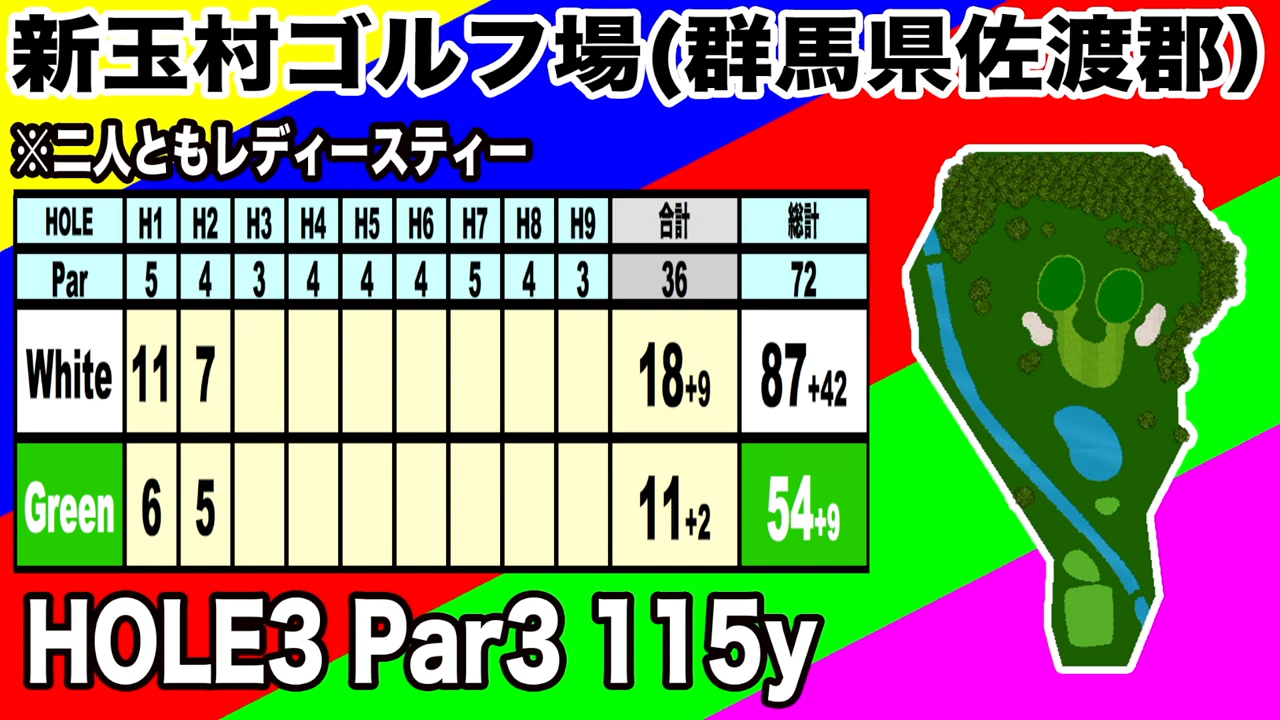 新玉村ゴルフ場(群馬県佐渡郡)
※二人ともレディースティー
HOLE H1 H2 H3 H4 H5 H6 H7 H8 H9 合計 総計
Par 5 4 3 4 4 4 5 4 3 36 72
White 11 7 18+9 87+42
Green 6 5 11+2 54+9
HOLE3 Par3 115y